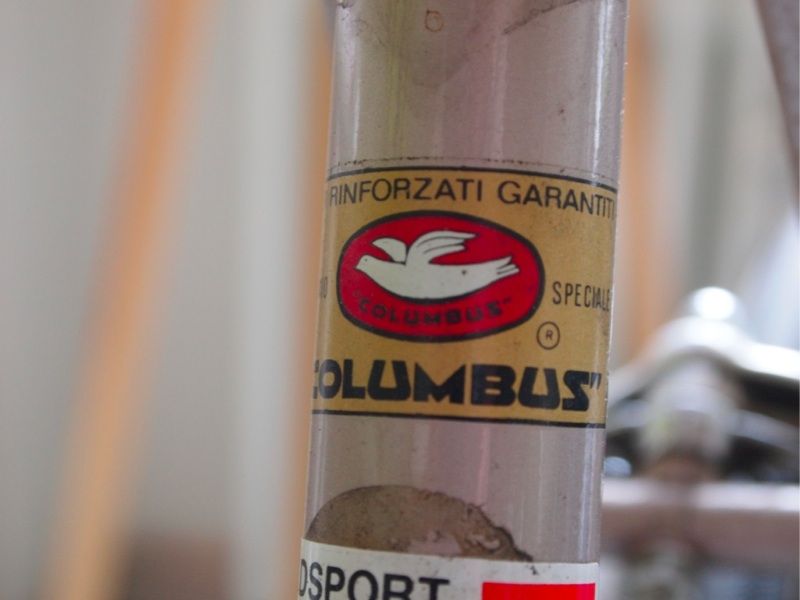 RINFORZATI GARANTITI
SPECIALE
"COLUMBUS"
®
COLUMBUS"
DSPORT